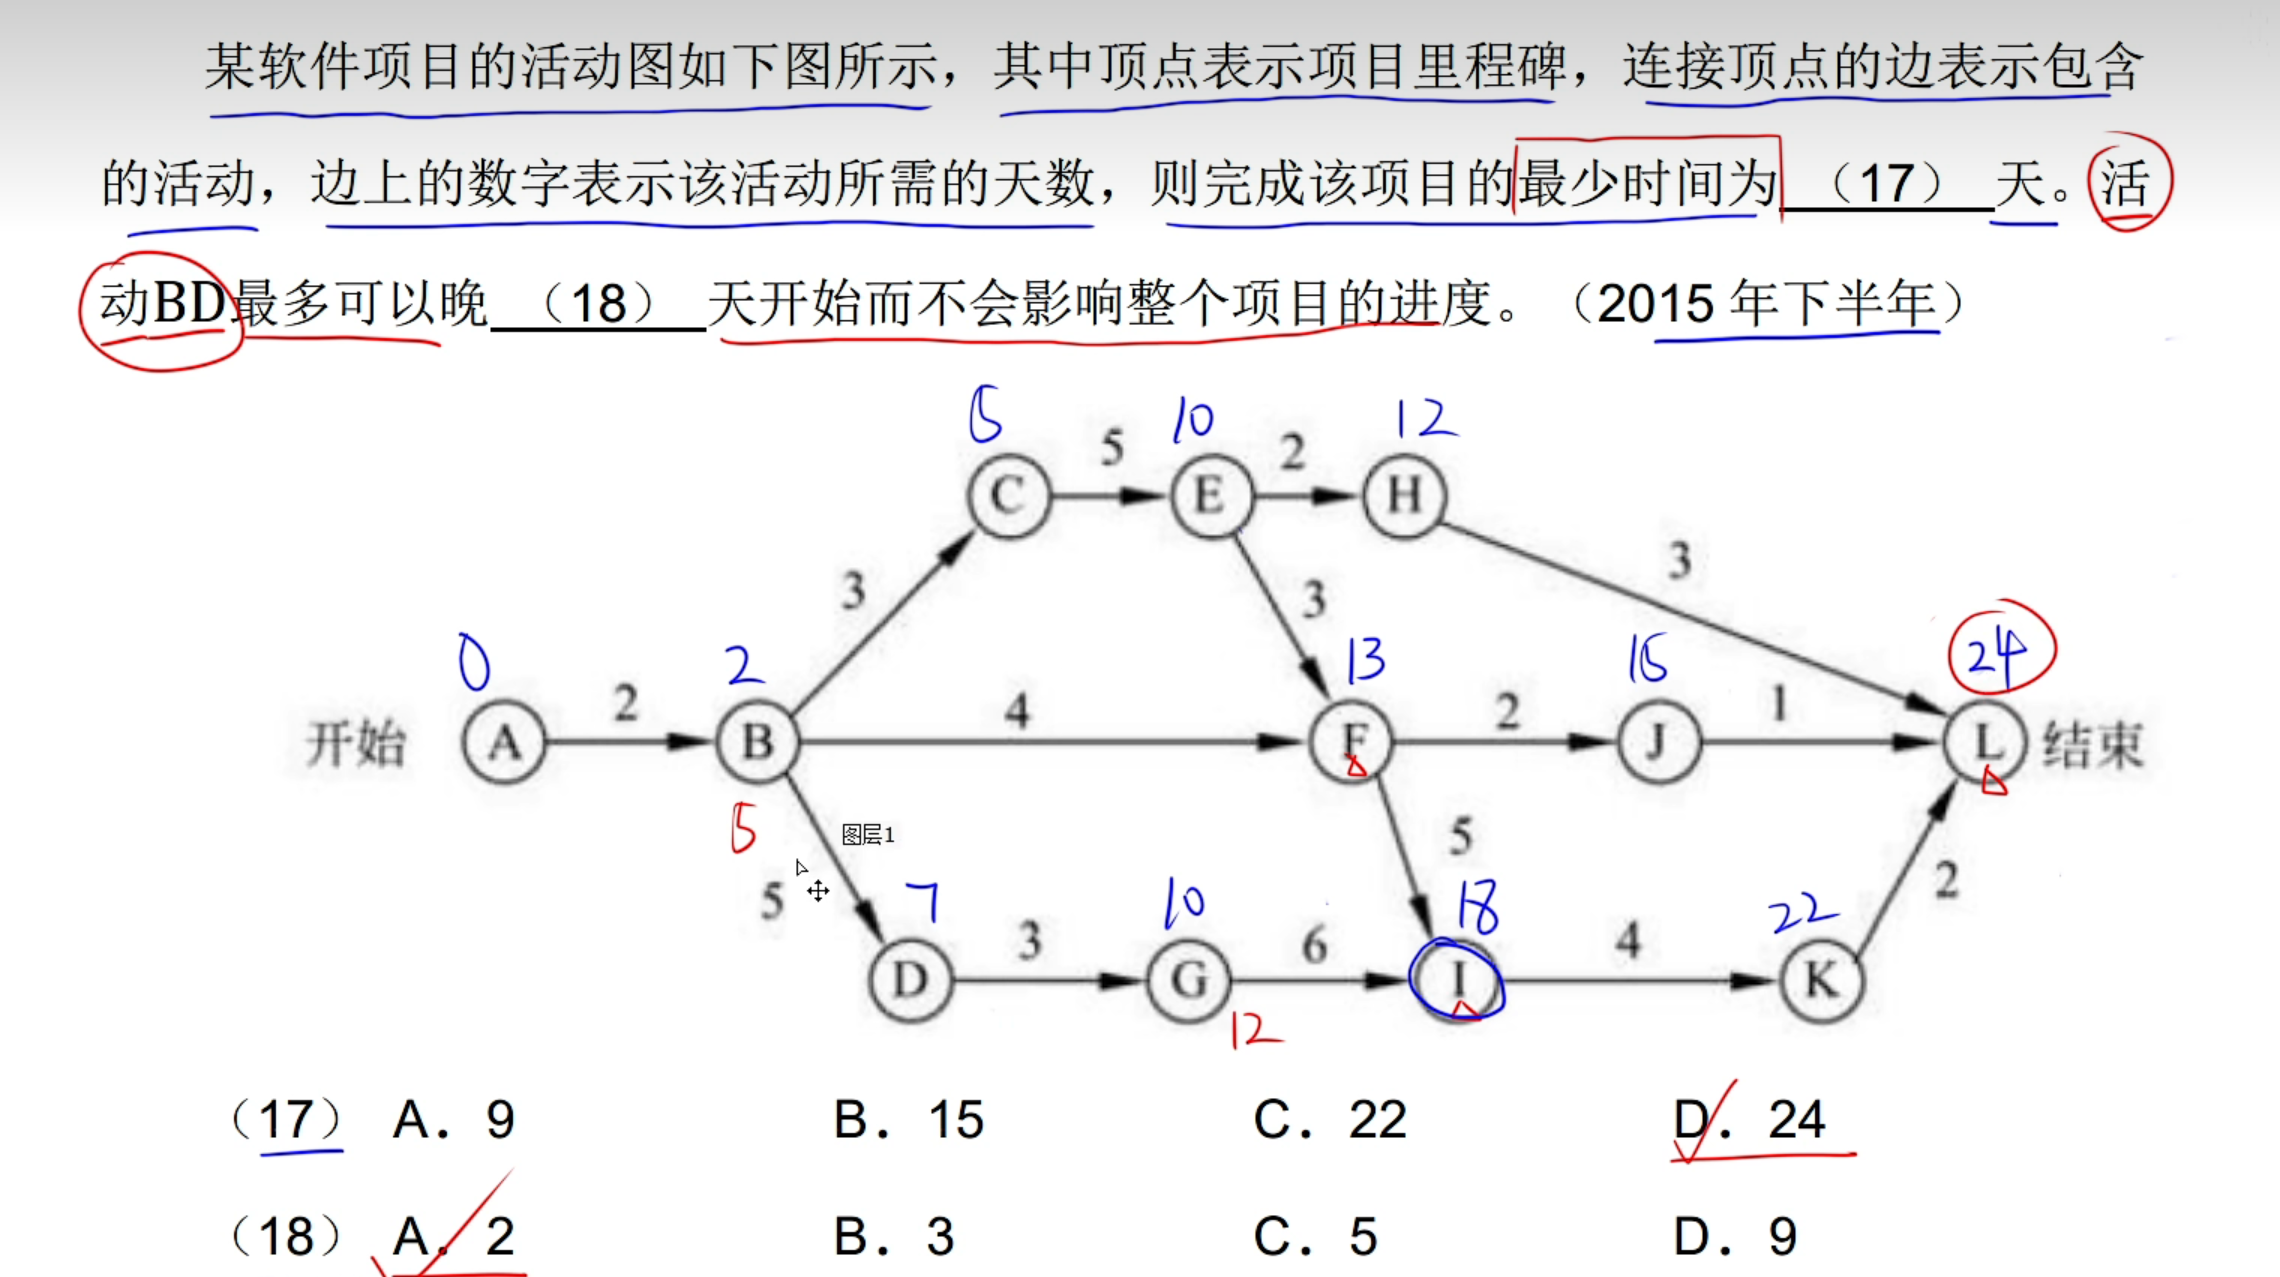 某软件项目的活动图如下图所示，其中顶点表示项目里程碑，连接顶点的边表示包含
的活动，边上的数字表示该活动所需的天数，则完成该项目的最少时间为 （17） 天。活
动BD最多可以晚 （18） 天开始而不会影响整个项目的进度。（2015 年下半年）
5 10 12
5 2
C E H
3 3 3
0 2 13 15 24
2 4 2 1
开始 A B F J L 结束
5 图层1 5
5 7 10 18 22 2
3 6 4
D G I K
12
（17） A. 9 B. 15 C. 22 D. 24
（18） A. 2 B. 3 C. 5 D. 9